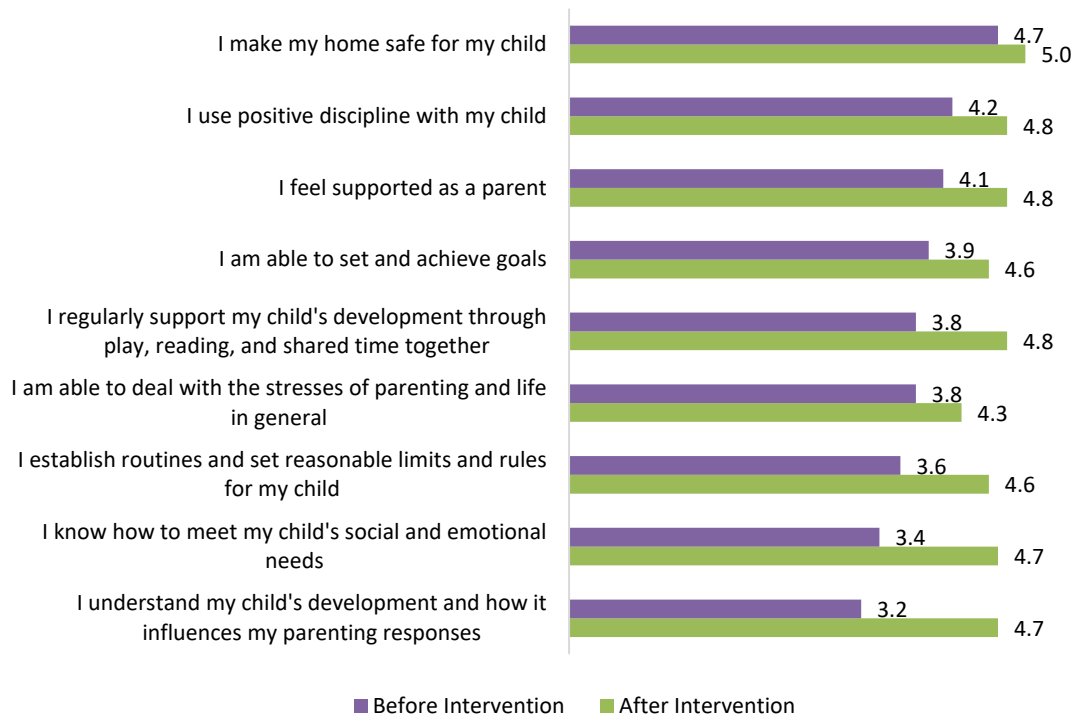 I make my home safe for my child
4.7
5.0
I use positive discipline with my child
4.2
4.8
I feel supported as a parent
4.1
4.8
I am able to set and achieve goals
3.9
4.6
I regularly support my child's development through
play, reading, and shared time together
3.8
4.8
I am able to deal with the stresses of parenting and life
in general
3.8
4.3
I establish routines and set reasonable limits and rules
for my child
3.6
4.6
I know how to meet my child's social and emotional
needs
3.4
4.7
I understand my child's development and how it
influences my parenting responses
3.2
4.7
Before Intervention After Intervention